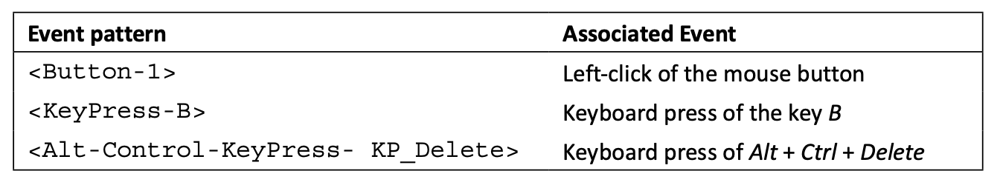 Event pattern Associated Event
<Button-1> Left-click of the mouse button
<KeyPress-B> Keyboard press of the key B
<Alt-Control-KeyPress- KP_Delete> Keyboard press of Alt + Ctrl + Delete